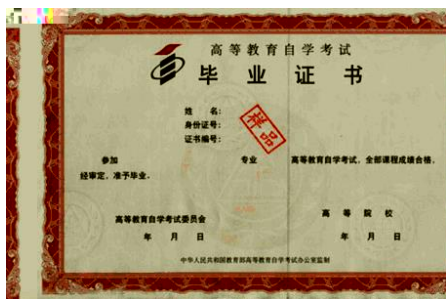 高等教育自学考试
毕业证书
姓 名：
身份证号：
证书编号：
样品
参加 专业 高等教育自学考试，全部课程成绩合格，
经审定，准予毕业。
高等教育自学考试委员会 高 等 院 校
年 月 日 年 月 日
中华人民共和国教育部高等教育自学考试办公室监制